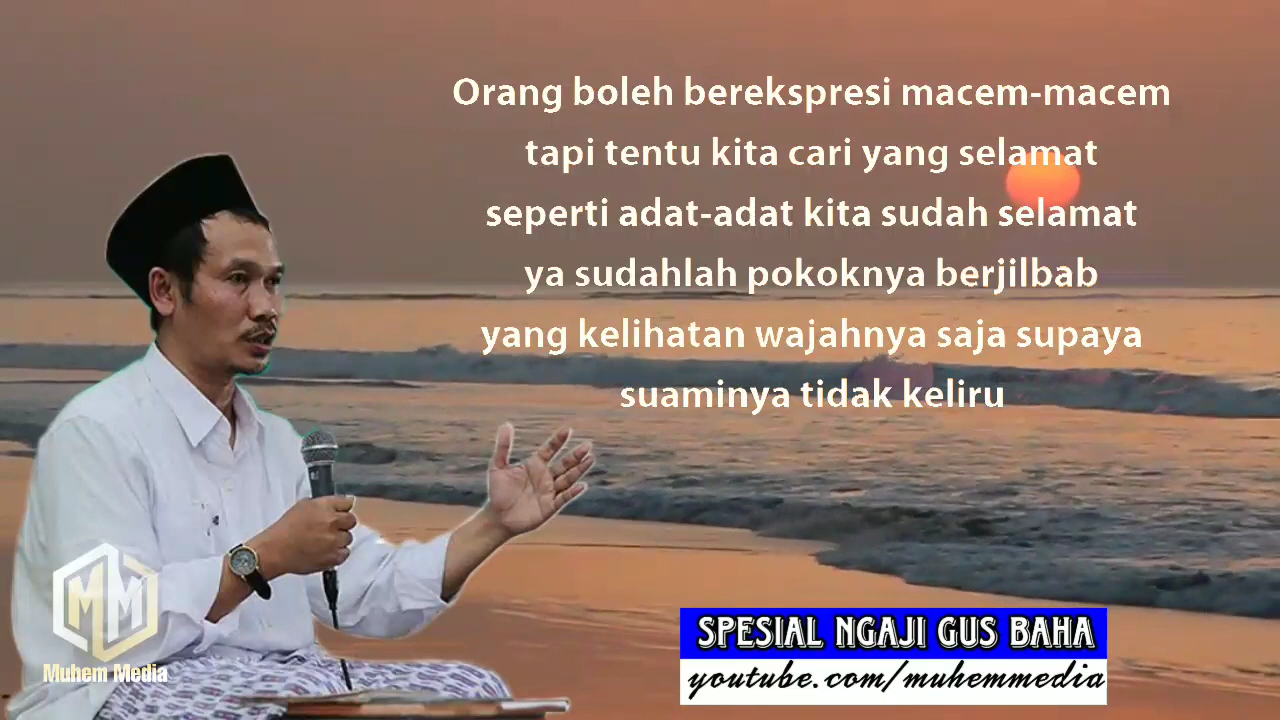 Orang boleh berekspresi macem-macem
tapi tentu kita cari yang selamat
seperti adat-adat kita sudah selamat
ya sudahlah pokoknya berjilbab
yang kelihatan wajahnya saja supaya
suaminya tidak keliru
MM
Muhem Media
SPESIAL NGAJI GUS BAHA
youtube.com/muhemmedia